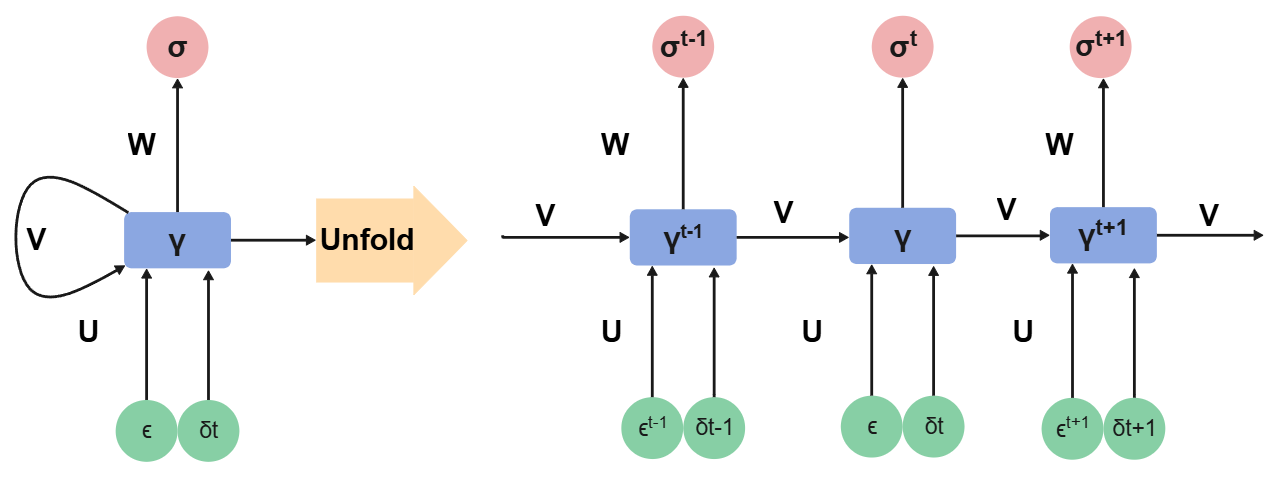 σ
W
V
γ
Unfold
U
ϵ
δt
σᵗ⁻¹
σᵗ
σᵗ⁺¹
W
W
V
γᵗ⁻¹
V
γ
V
γᵗ⁺¹
V
U
U
U
ϵᵗ⁻¹
δt-1
ϵ
δt
ϵᵗ⁺¹
δt+1